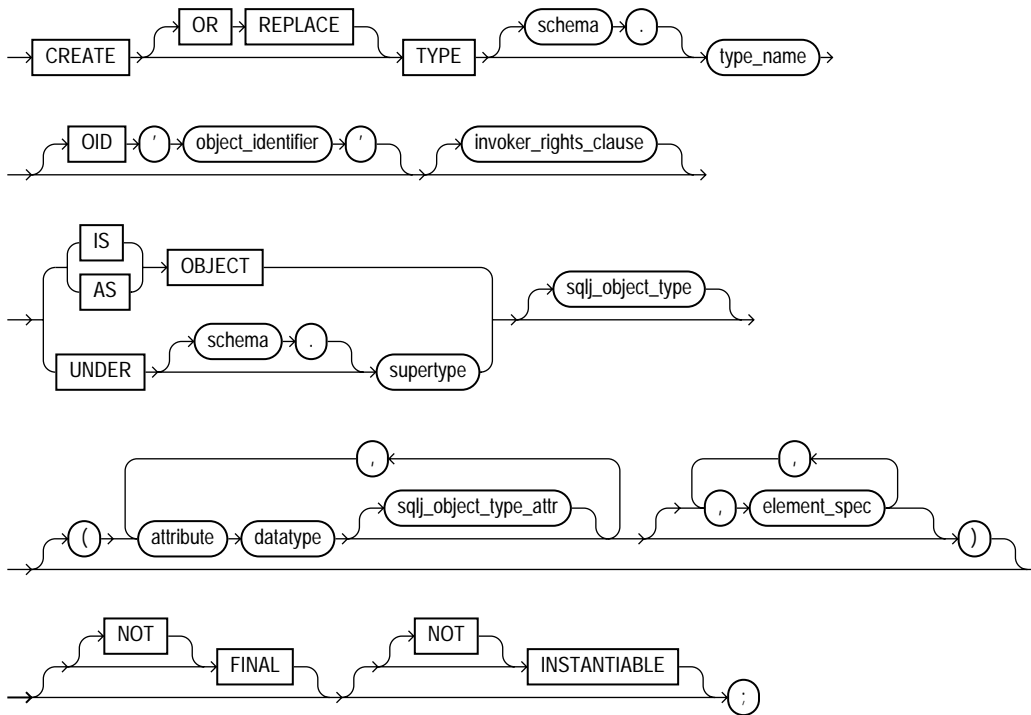 CREATE OR REPLACE TYPE schema . type_name
OID ' object_identifier ' invoker_rights_clause
IS
AS
OBJECT
UNDER schema . supertype
sqlj_object_type
,
( attribute datatype sqlj_object_type_attr
,
, element_spec )
NOT FINAL NOT INSTANTIABLE ;